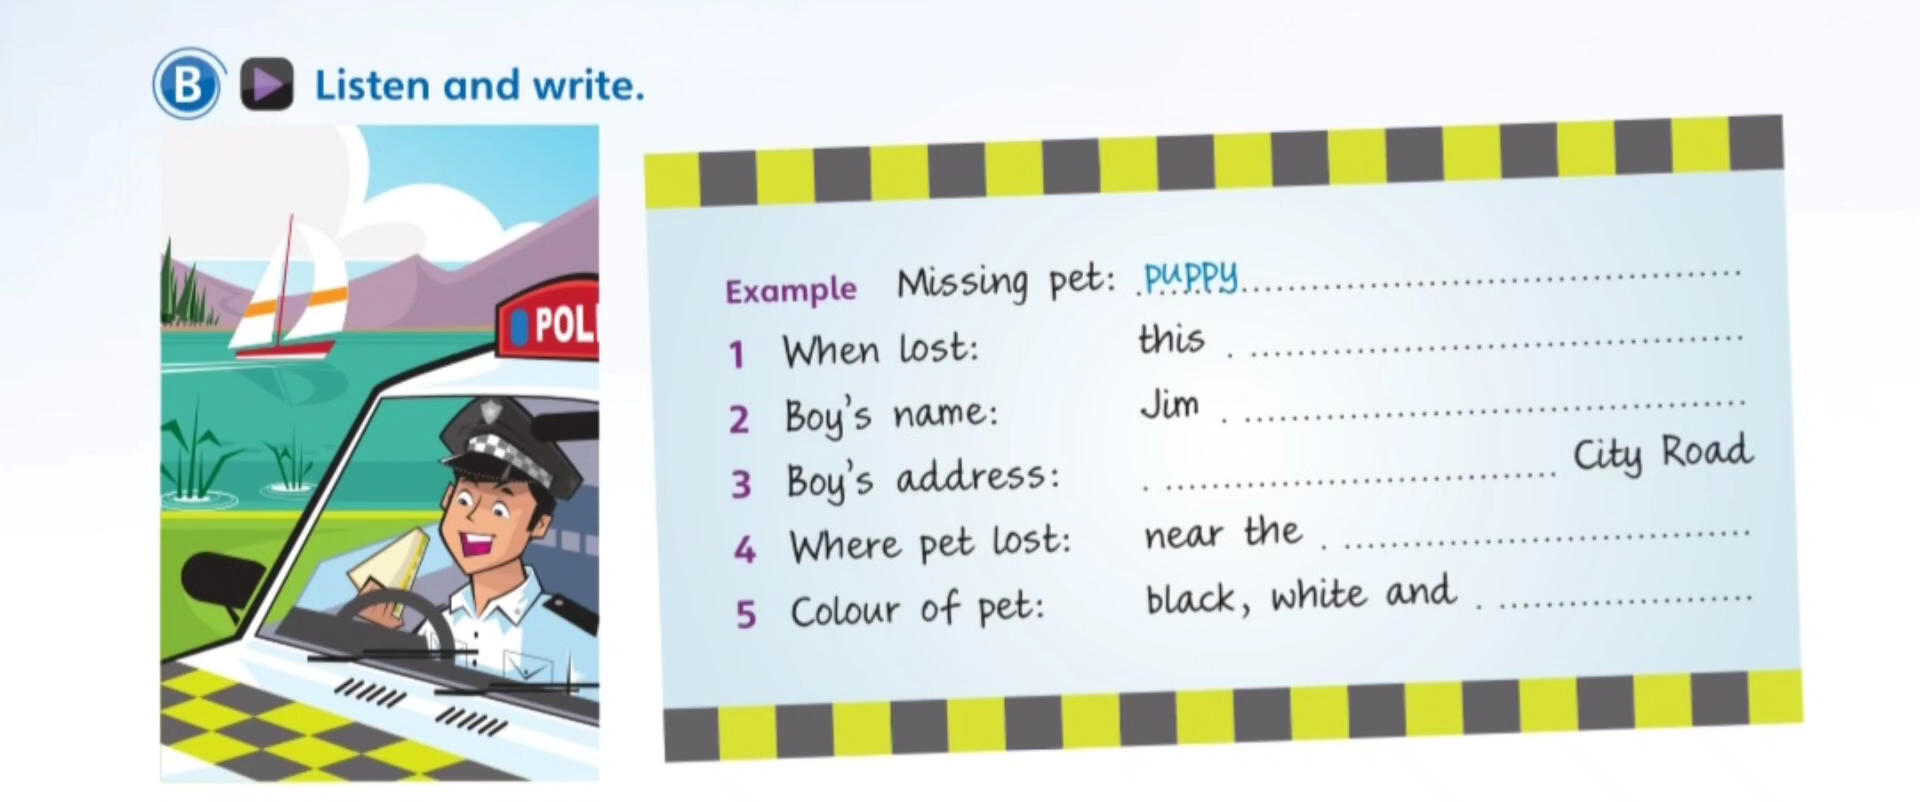 B Listen and write.
POLI
Example Missing pet: puppy
1 When lost: this
2 Boy's name: Jim
3 Boy's address: City Road
4 Where pet lost: near the
5 Colour of pet: black, white and